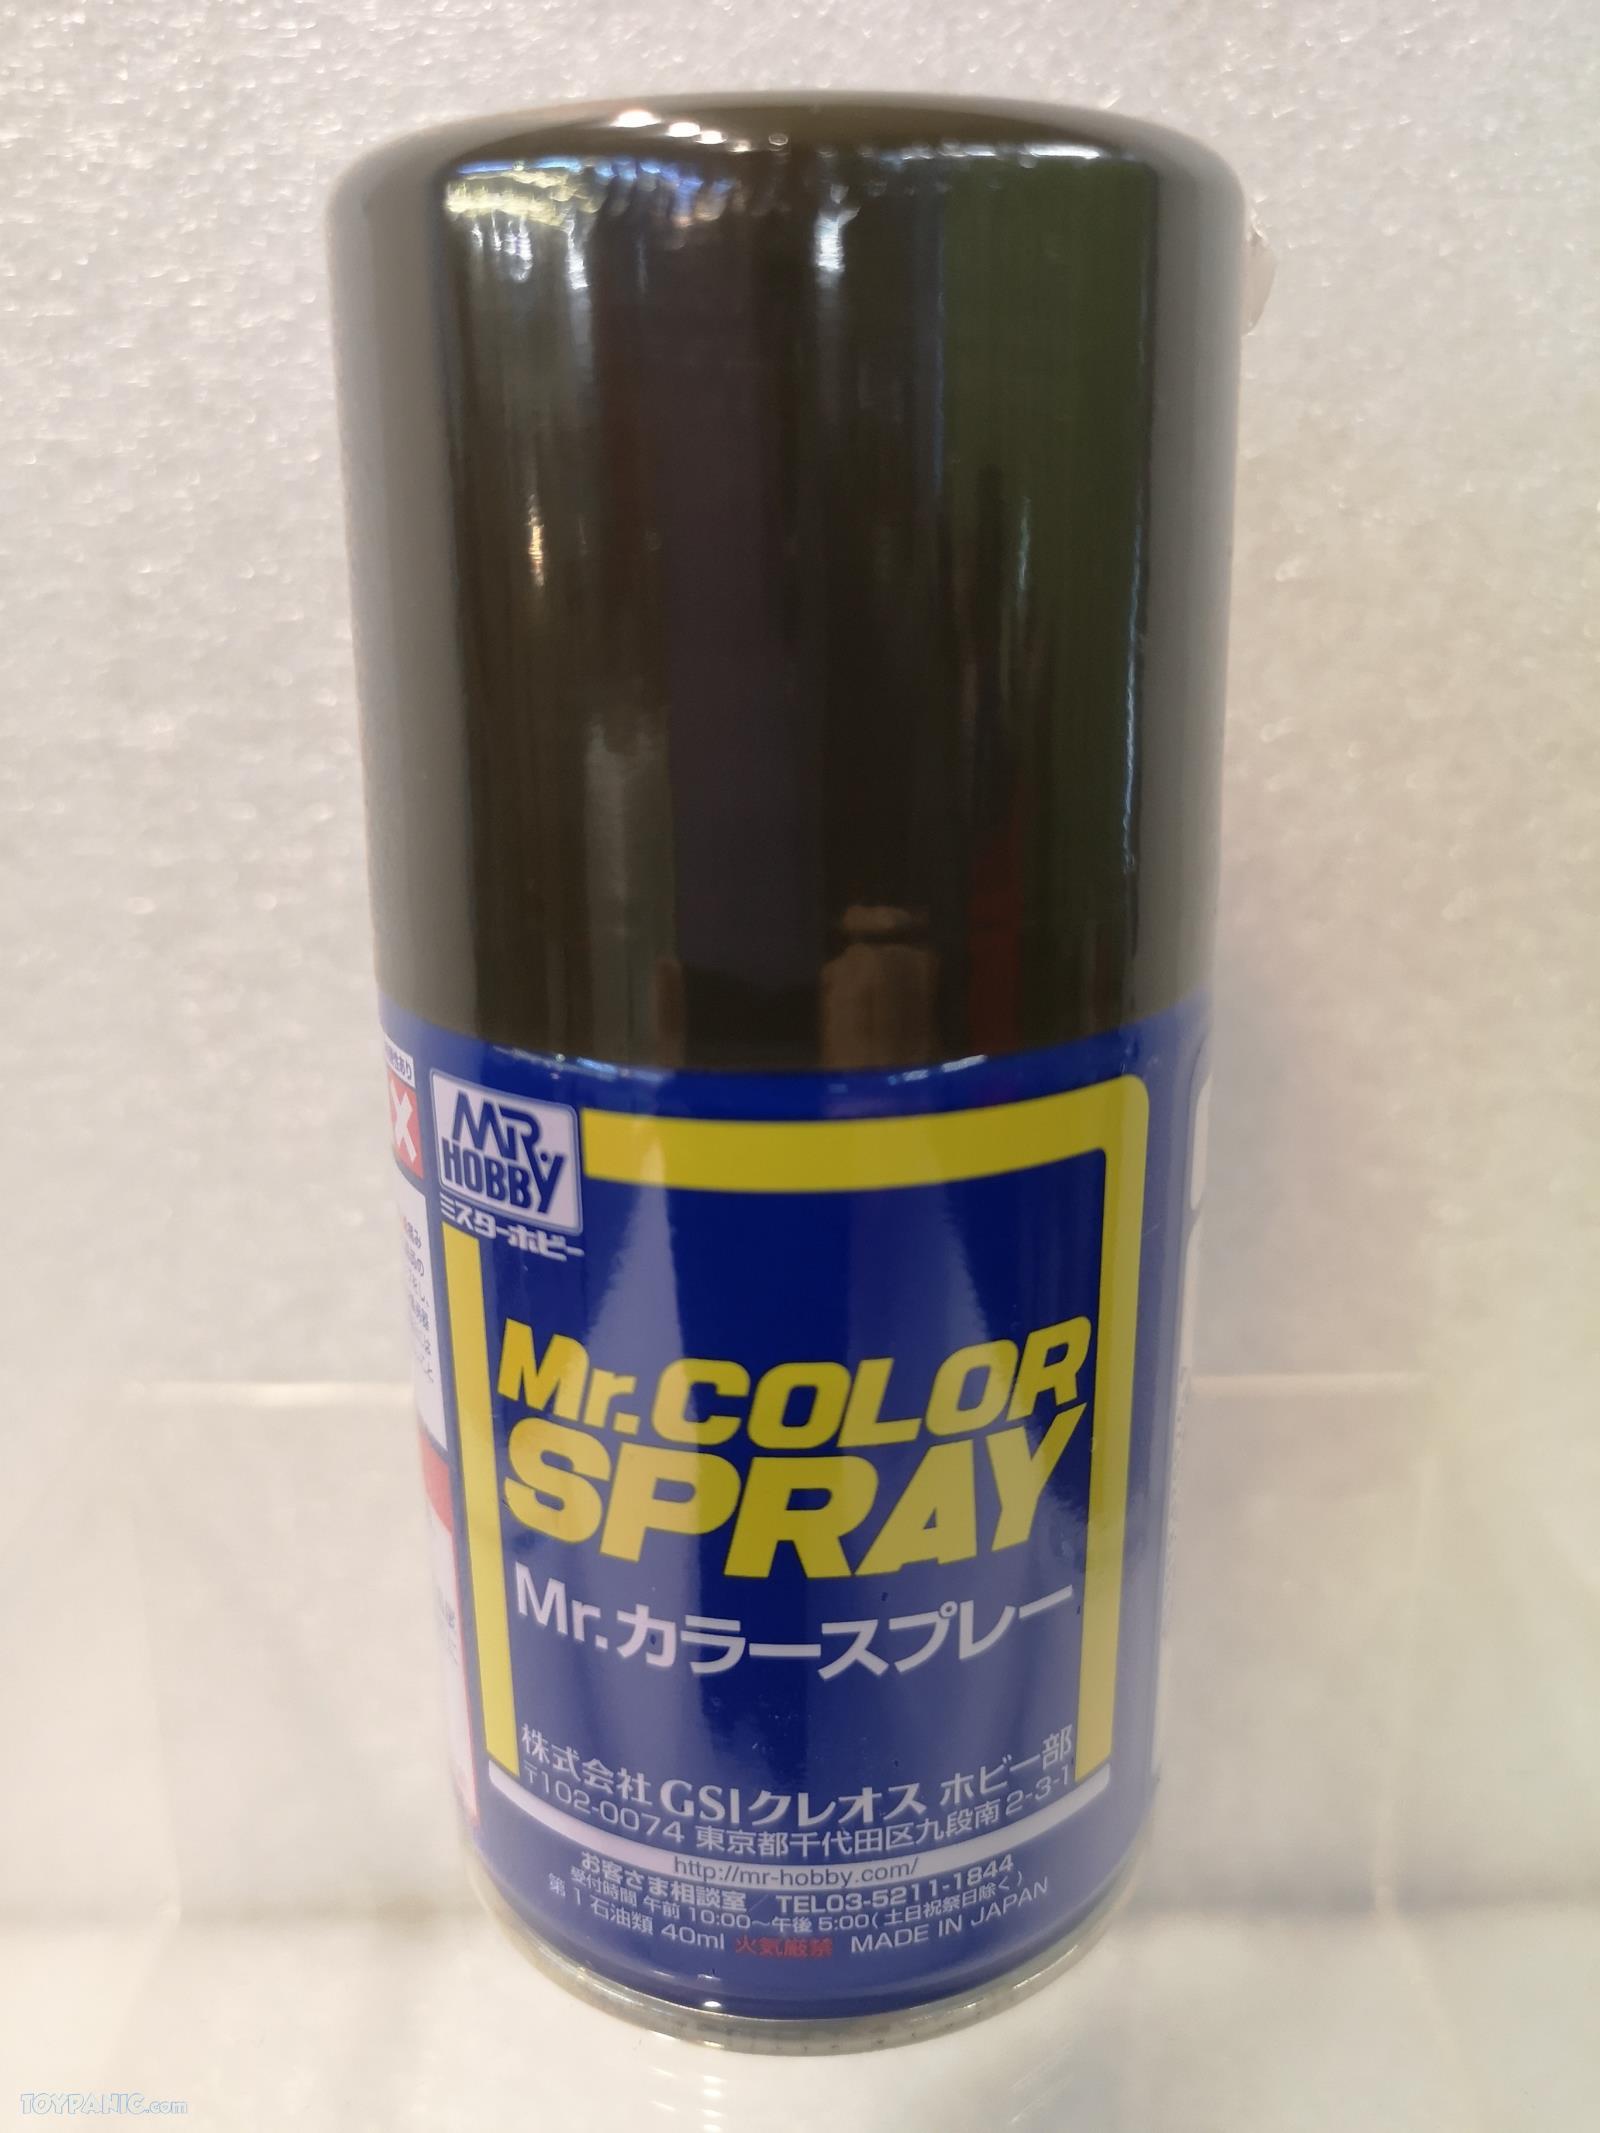 MR.
HOBBY
ミスターホビー
Mr.COLOR
SPRAY
Mr.カラースプレー
株式会社 GSIクレオス ホビー部
〒102-0074 東京都千代田区九段南2-3-1
http://mr-hobby.com/
お客さま相談室/TEL03-5211-1844
受付時間 午前10:00〜午後5:00(土日祝祭日除く)
第1石油類 40ml 火気厳禁 MADE IN JAPAN
TOYPANIC.com